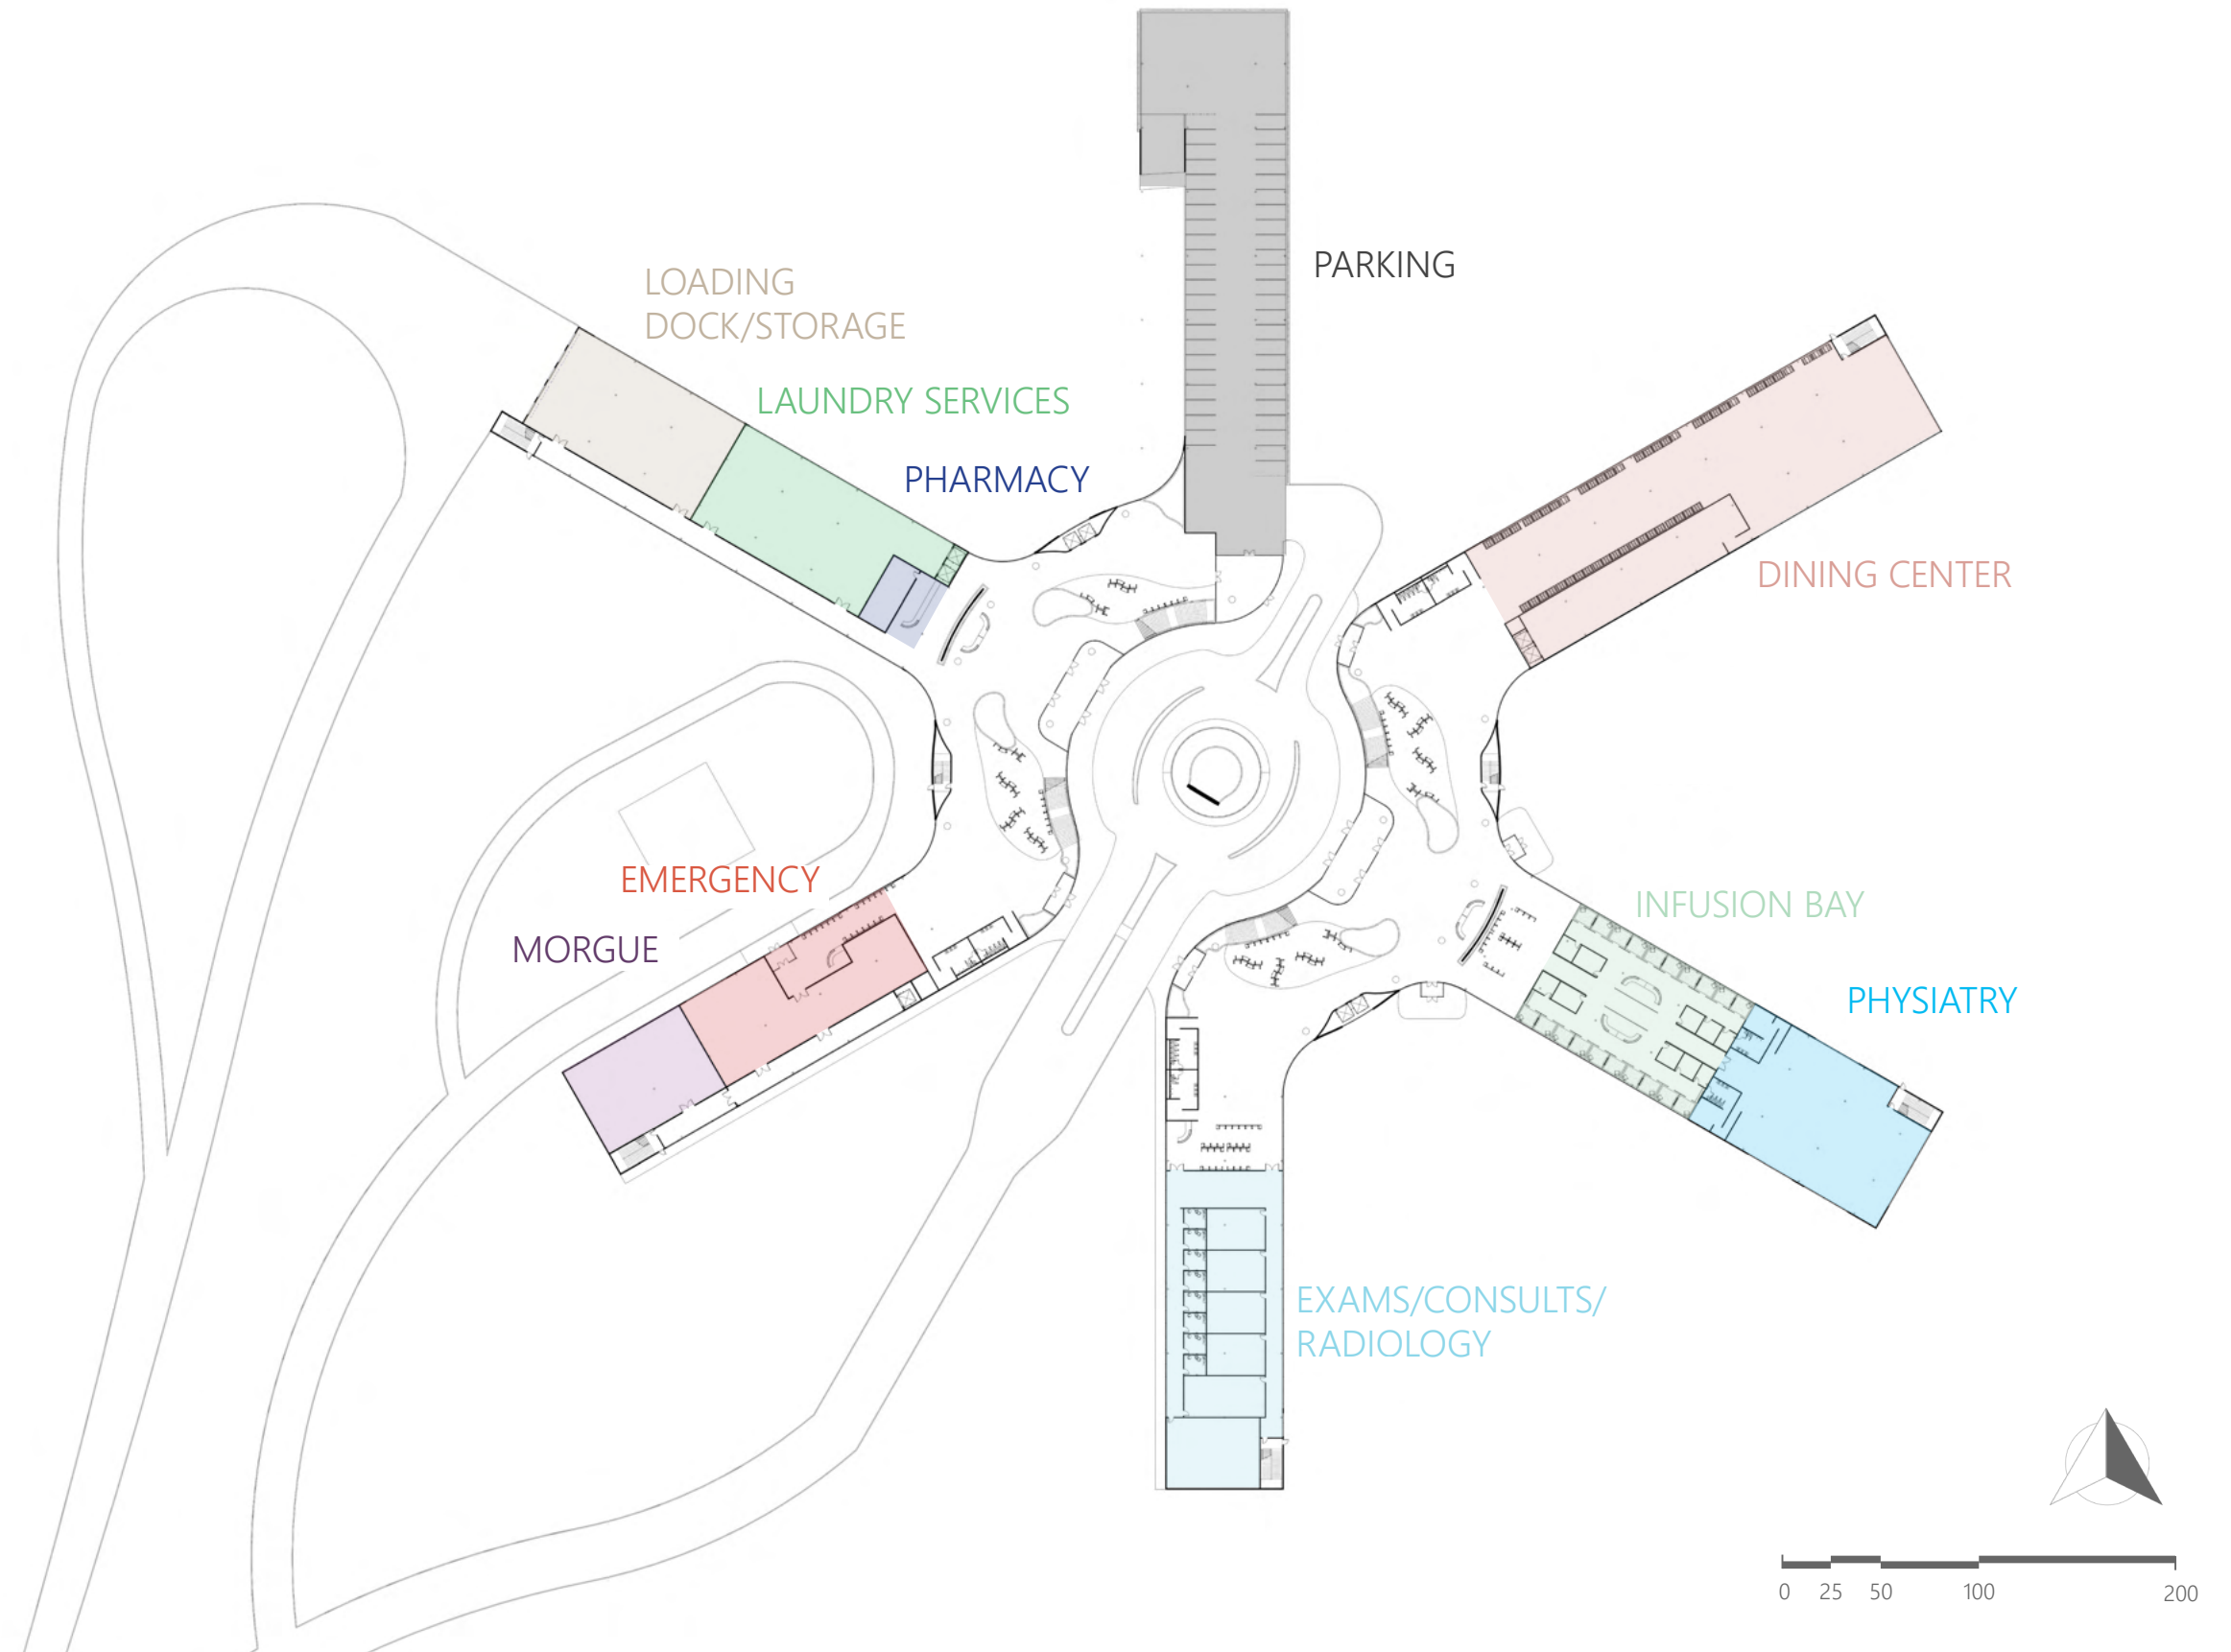 PARKING
LOADING
DOCK/STORAGE
LAUNDRY SERVICES
PHARMACY
DINING CENTER
EMERGENCY
MORGUE
INFUSION BAY
PHYSIATRY
EXAMS/CONSULTS/
RADIOLOGY
0 25 50 100 200